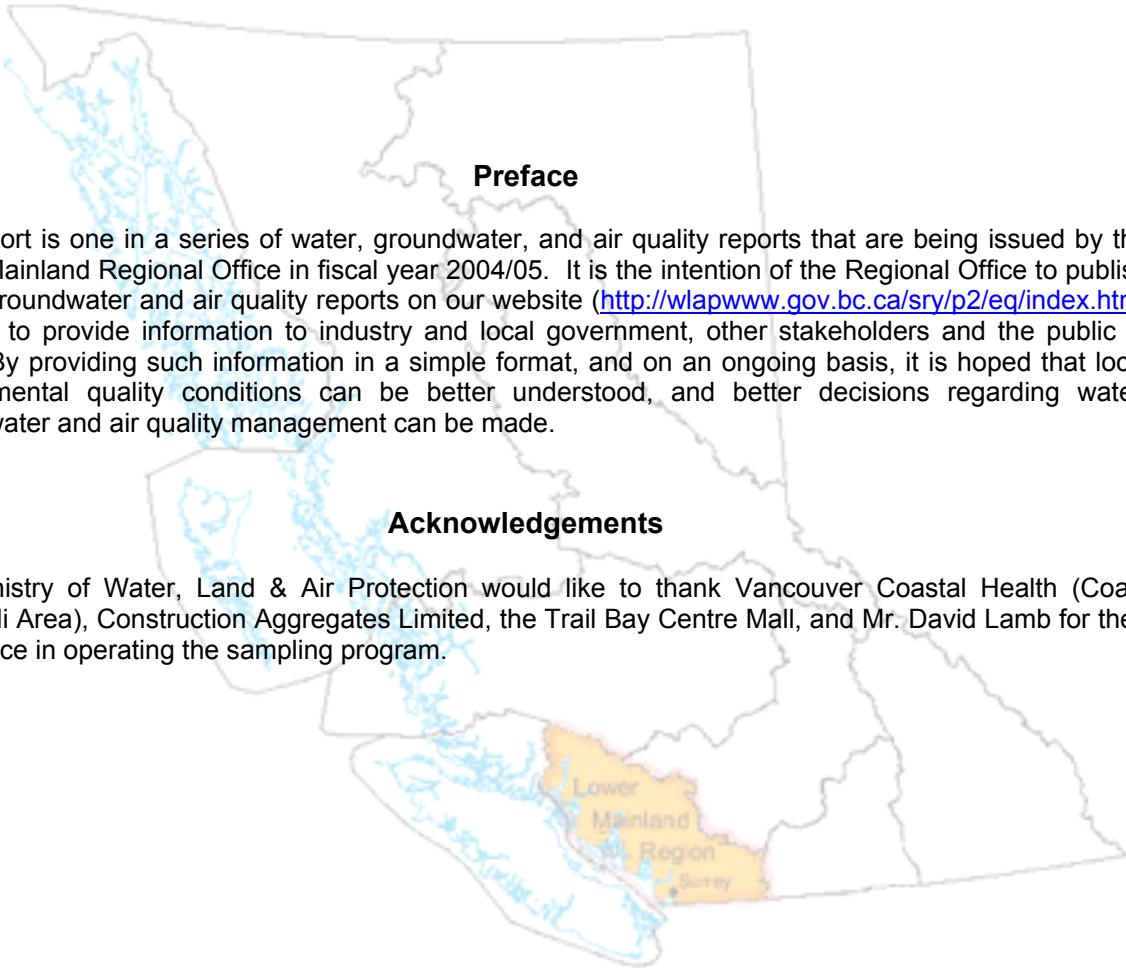 Preface
ort is one in a series of water, groundwater, and air quality reports that are being issued by th
Mainland Regional Office in fiscal year 2004/05. It is the intention of the Regional Office to publis
roundwater and air quality reports on our website (http://wlapwww.gov.bc.ca/sry/p2/eq/index.htm
to provide information to industry and local government, other stakeholders and the public
By providing such information in a simple format, and on an ongoing basis, it is hoped that loc
mental quality conditions can be better understood, and better decisions regarding wate
water and air quality management can be made.
Acknowledgements
nistry of Water, Land & Air Protection would like to thank Vancouver Coastal Health (Coa
di Area), Construction Aggregates Limited, the Trail Bay Centre Mall, and Mr. David Lamb for the
ce in operating the sampling program.
Lower
Mainland
Region
Surrey